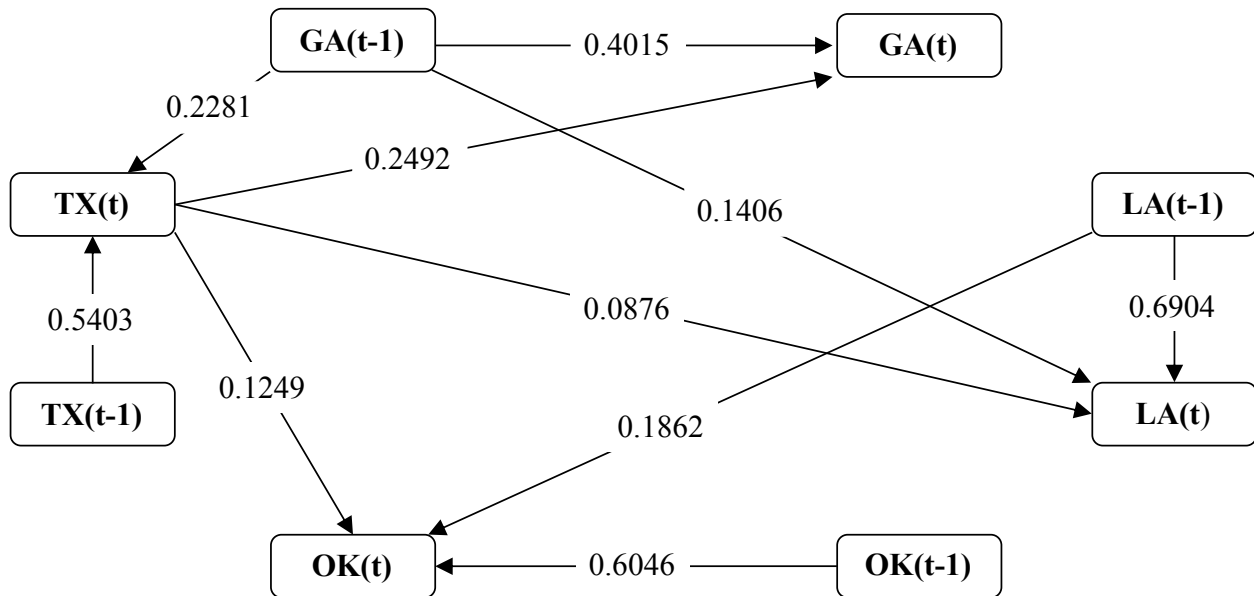 GA(t-1)
0.4015
GA(t)
0.2281
0.2492
TX(t)
0.1406
LA(t-1)
0.5403
0.0876
0.6904
TX(t-1)
0.1249
0.1862
LA(t)
OK(t)
0.6046
OK(t-1)